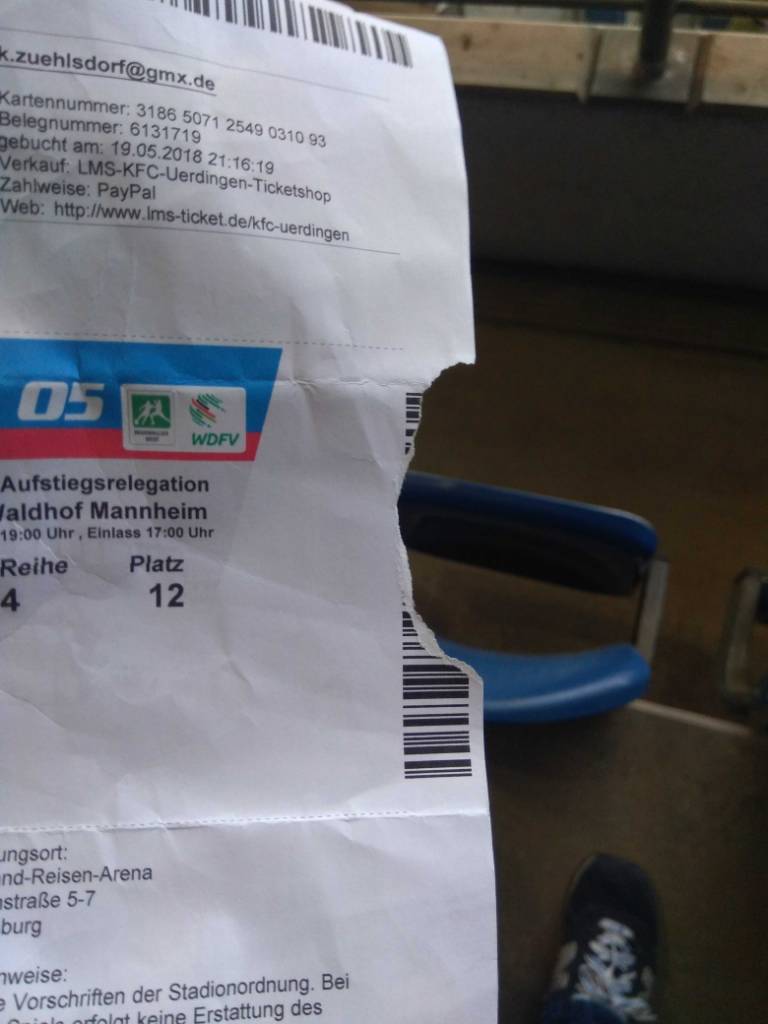 k.zuehlsdorf@gmx.de
Kartennummer: 3186 5071 2549 0310 93
Belegnummer: 6131719
gebucht am: 19.05.2018 21:16:19
Verkauf: LMS-KFC-Uerdingen-Ticketshop
Zahlweise: PayPal
Web: http://www.lms-ticket.de/kfc-uerdingen
05
WDFV
Aufstiegsrelegation
Waldhof Mannheim
19:00 Uhr , Einlass 17:00 Uhr
Reihe Platz
4 12
ungsort:
nd-Reisen-Arena
nstraße 5-7
burg
nweise:
e Vorschriften der Stadionordnung. Bei
Spiels erfolgt keine Erstattung des